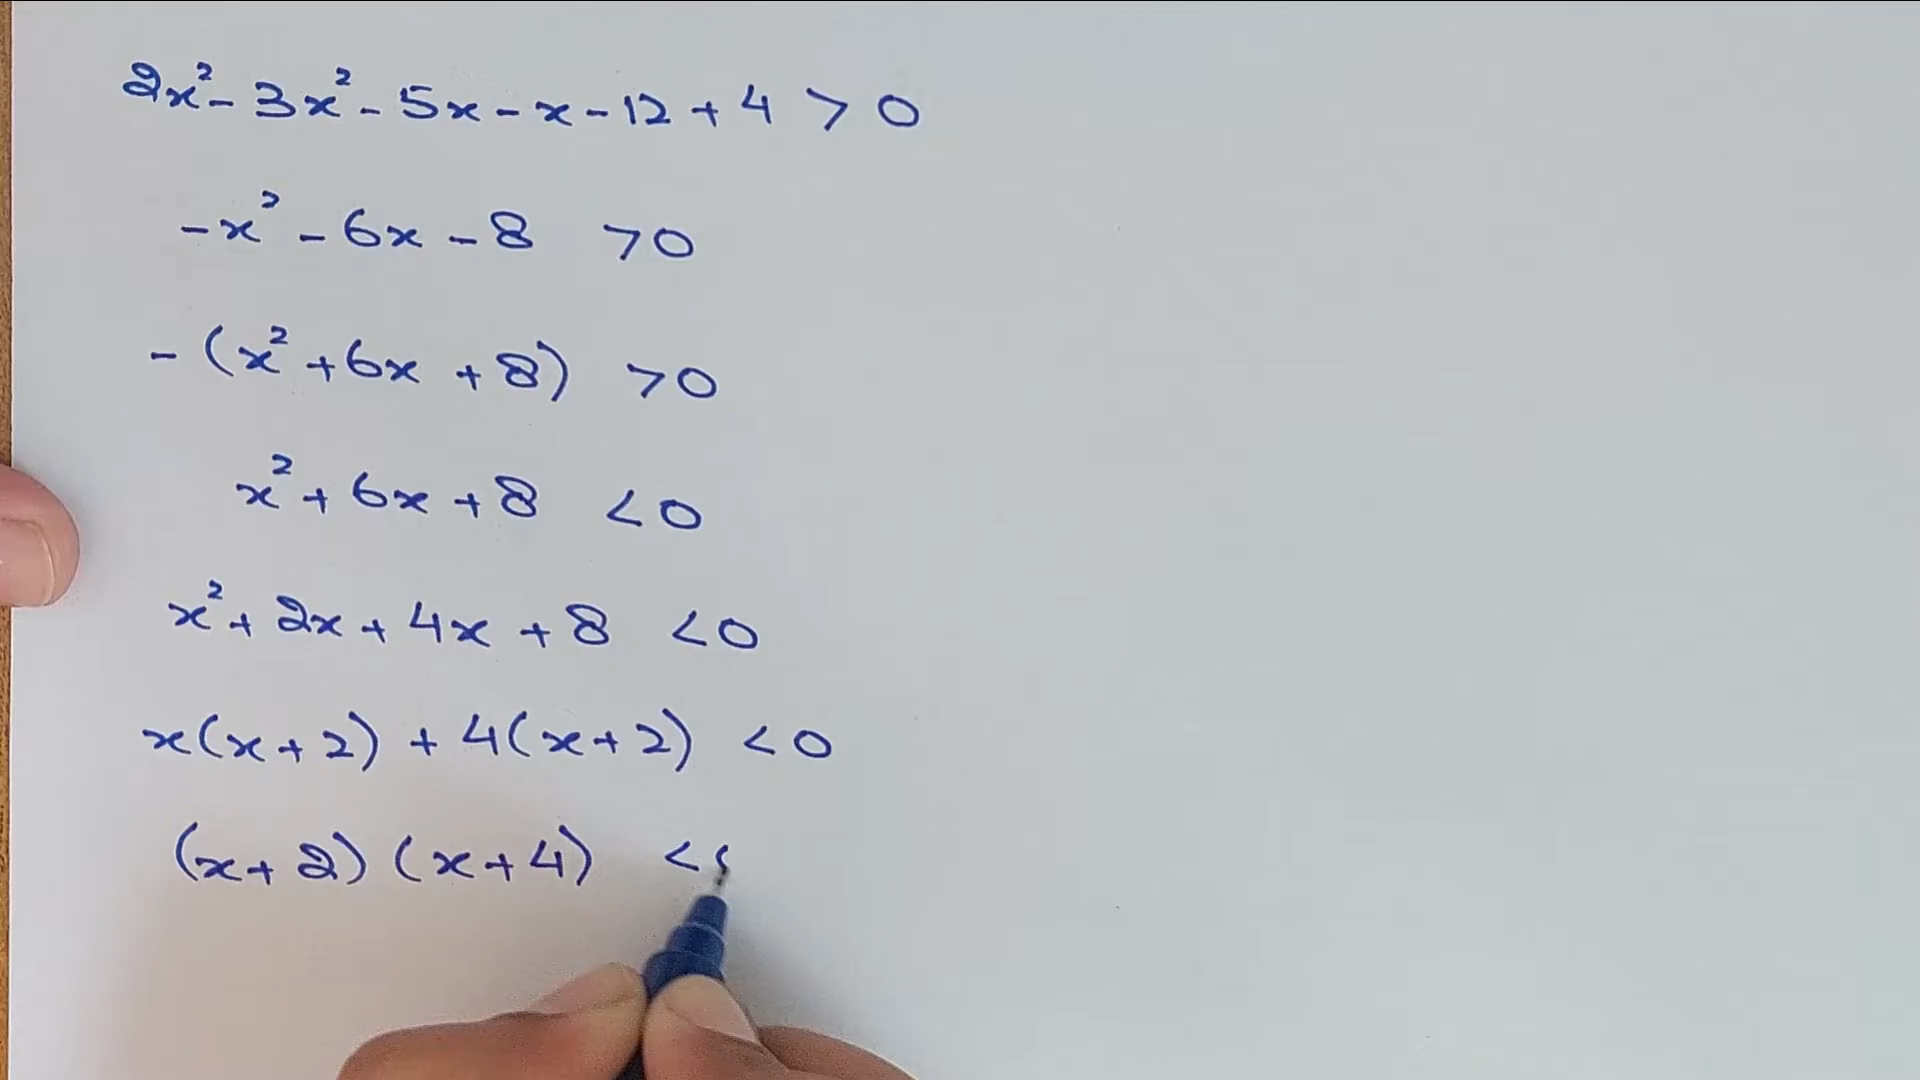 2x² - 3x² - 5x - x - 12 + 4 > 0
-x² - 6x - 8 > 0
- (x² + 6x + 8) > 0
x² + 6x + 8 < 0
x² + 2x + 4x + 8 < 0
x(x+2) + 4(x+2) < 0
(x+2) (x+4) <